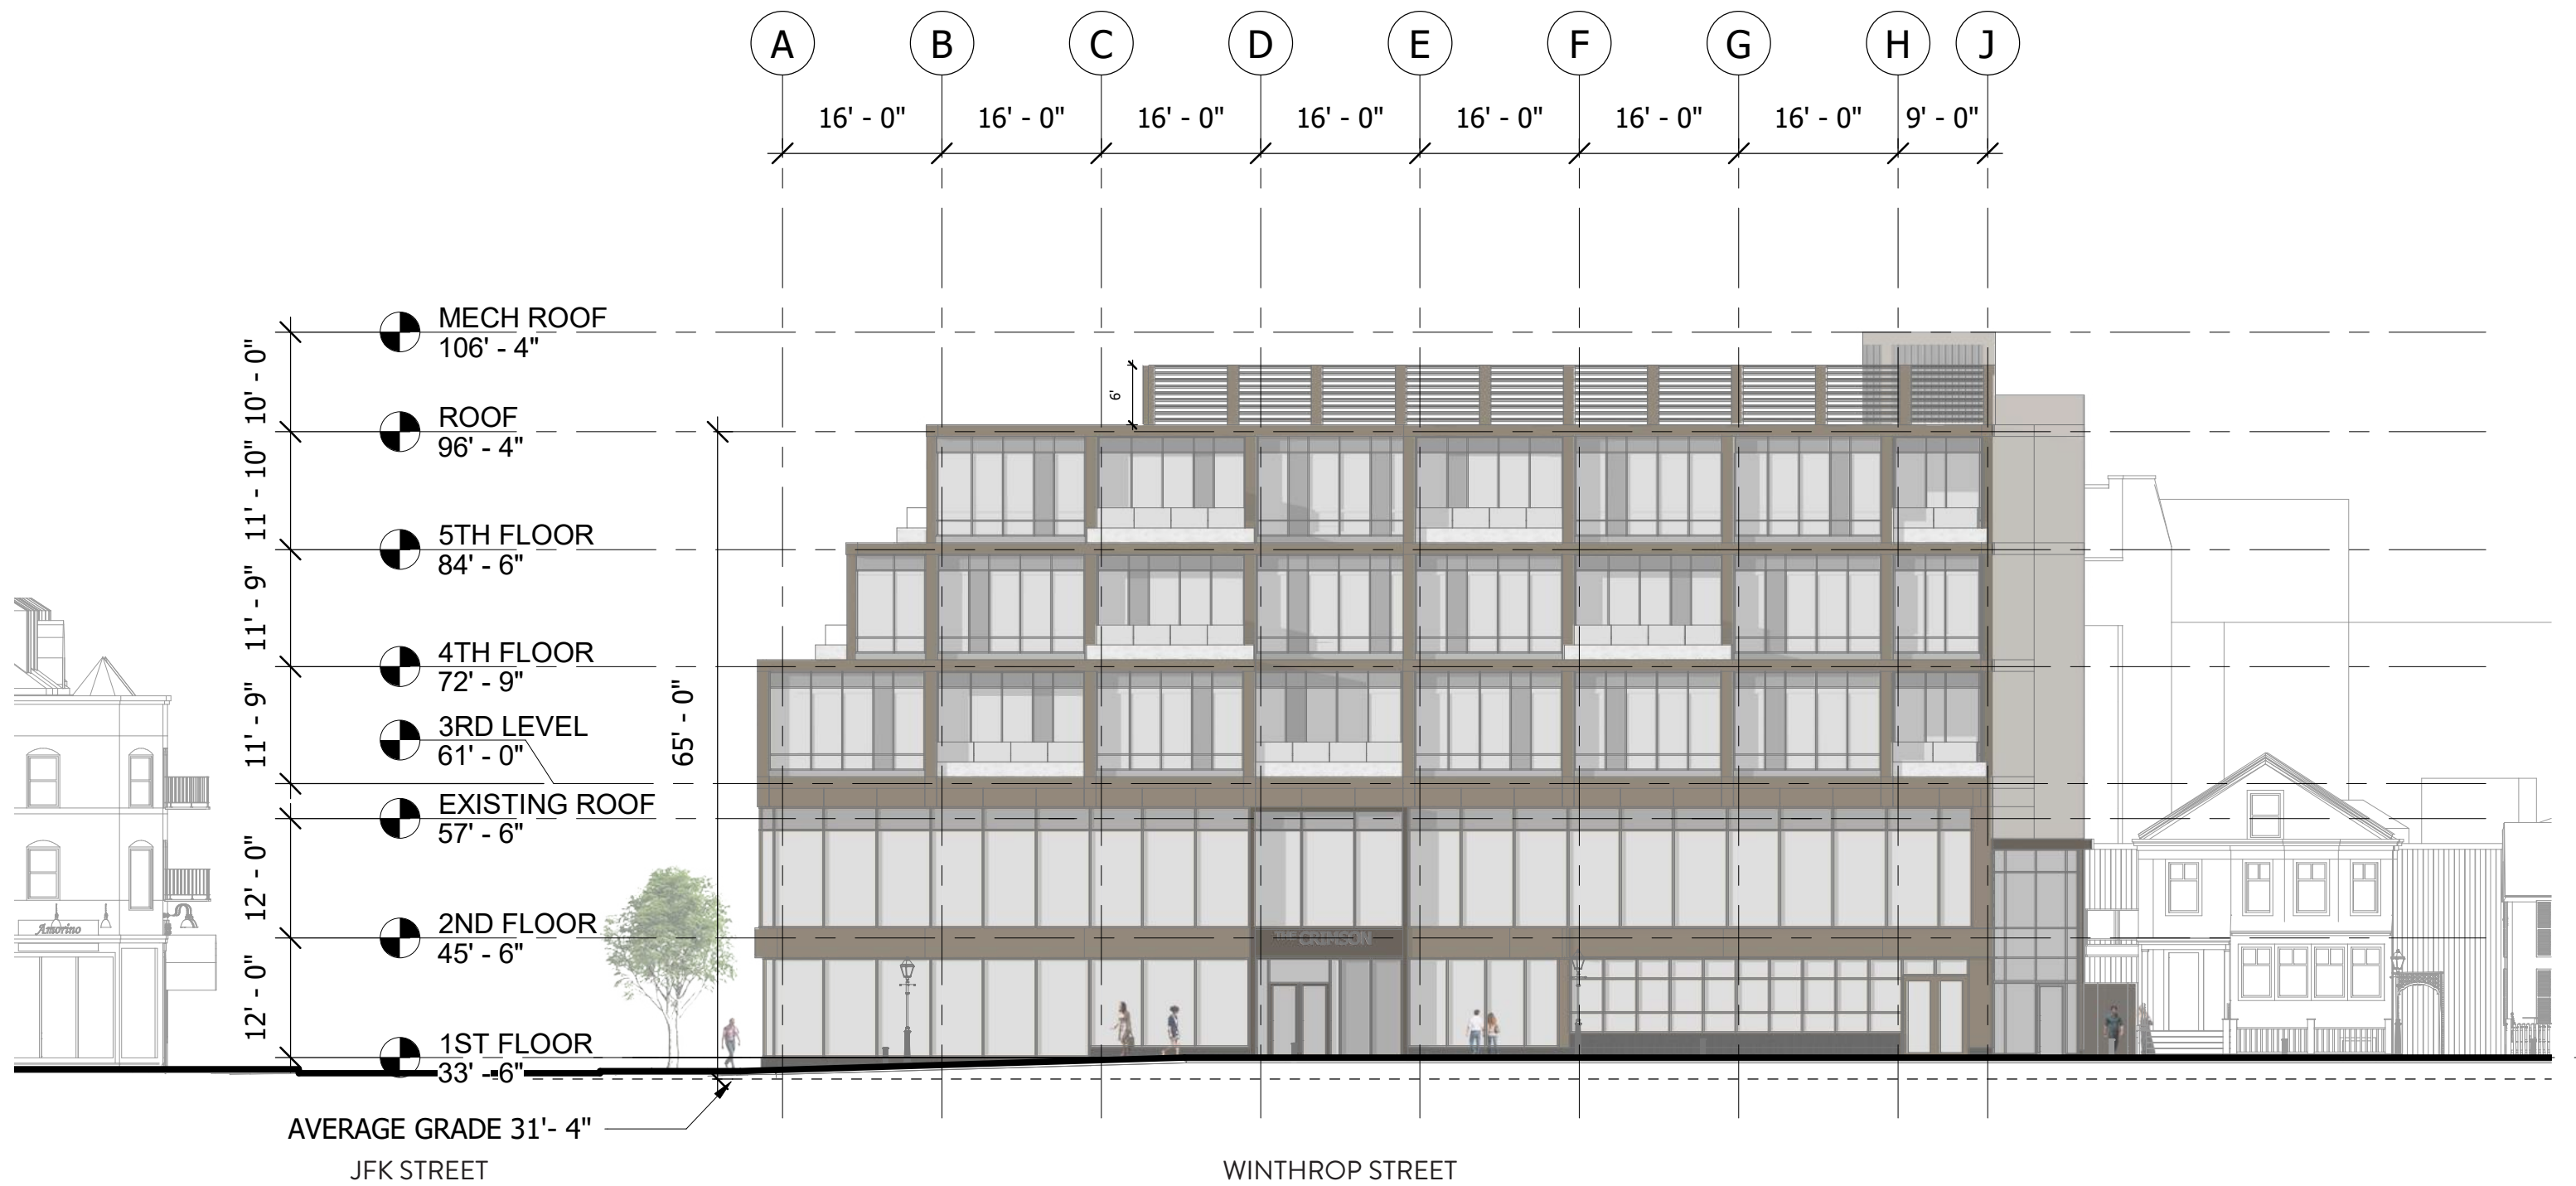 A B C D E F G H J
16' - 0" 16' - 0" 16' - 0" 16' - 0" 16' - 0" 16' - 0" 16' - 0" 9' - 0"
MECH ROOF
106' - 4"
10' - 0"
6'
ROOF
96' - 4"
11' - 10"
5TH FLOOR
84' - 6"
11' - 9"
4TH FLOOR
72' - 9"
11' - 9"
3RD LEVEL
61' - 0"
65' - 0"
EXISTING ROOF
57' - 6"
12' - 0"
2ND FLOOR
45' - 6"
Amorino
THE CRIMSON
12' - 0"
1ST FLOOR
33' - 6"
AVERAGE GRADE 31'- 4"
JFK STREET
WINTHROP STREET